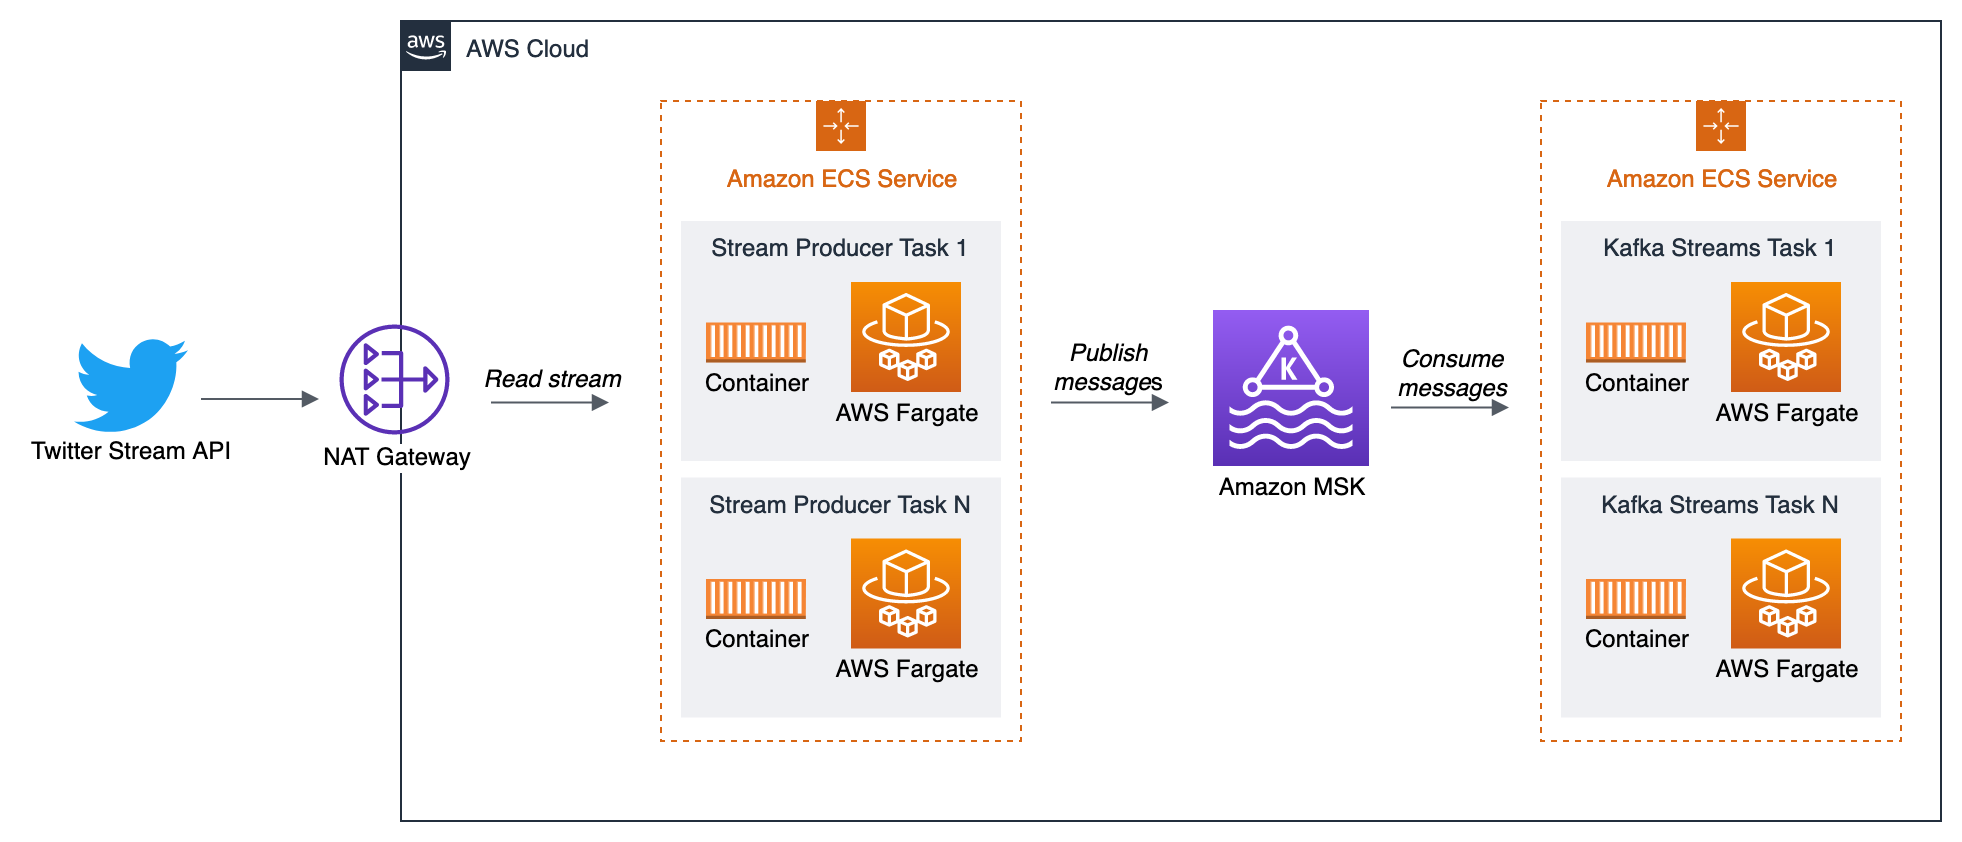 aws
AWS Cloud
Amazon ECS Service
Stream Producer Task 1
Container
AWS Fargate
Stream Producer Task N
Container
AWS Fargate
Twitter Stream API
NAT Gateway
Read stream
Publish
messages
K
Amazon MSK
Consume
messages
Amazon ECS Service
Kafka Streams Task 1
Container
AWS Fargate
Kafka Streams Task N
Container
AWS Fargate